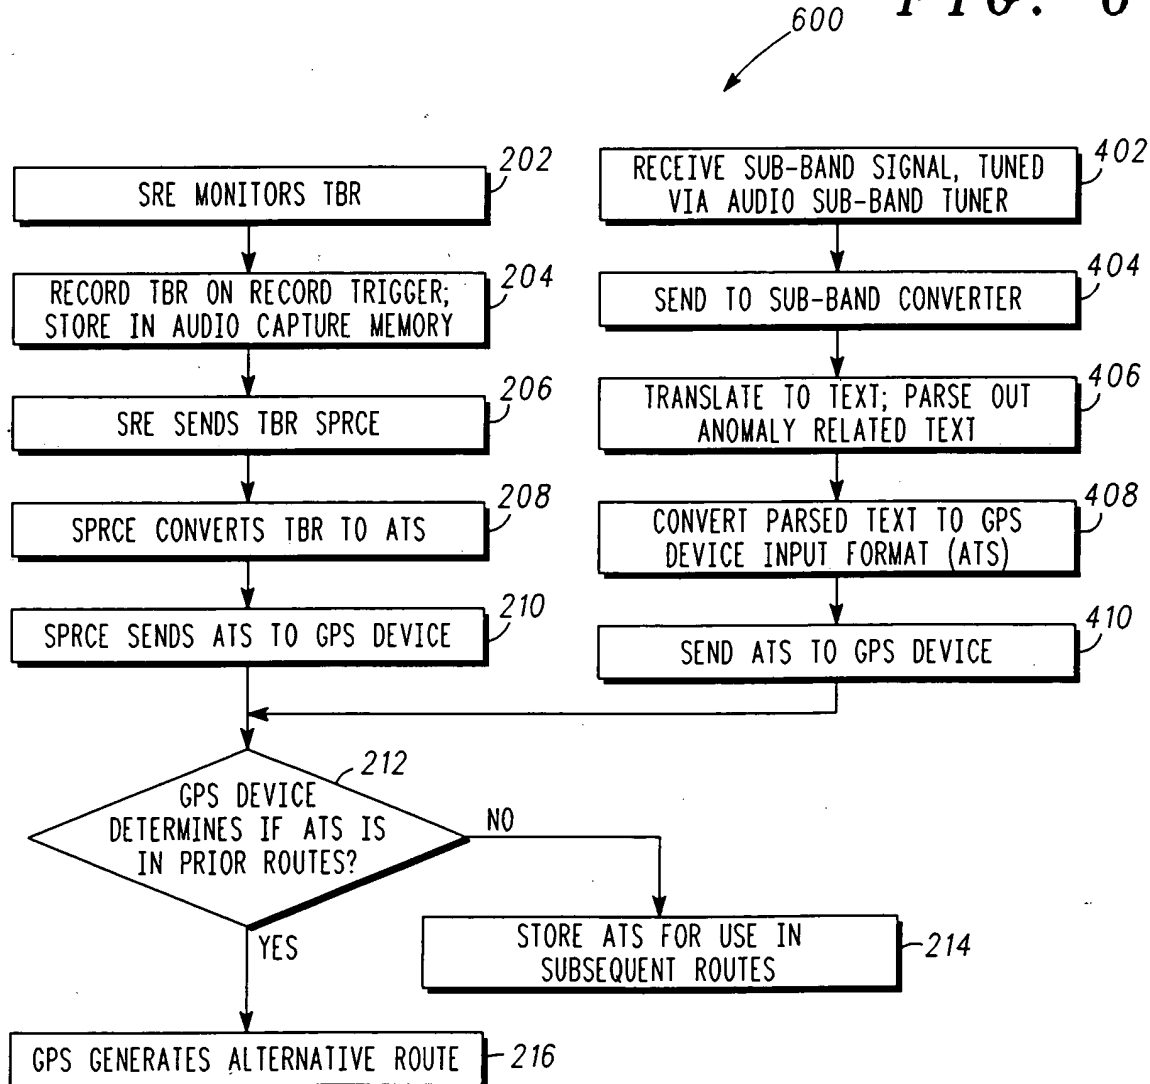 FIG. 6
600
202
SRE MONITORS TBR
204
RECORD TBR ON RECORD TRIGGER;
STORE IN AUDIO CAPTURE MEMORY
206
SRE SENDS TBR SPRCE
208
SPRCE CONVERTS TBR TO ATS
210
SPRCE SENDS ATS TO GPS DEVICE
402
RECEIVE SUB-BAND SIGNAL, TUNED
VIA AUDIO SUB-BAND TUNER
404
SEND TO SUB-BAND CONVERTER
406
TRANSLATE TO TEXT; PARSE OUT
ANOMALY RELATED TEXT
408
CONVERT PARSED TEXT TO GPS
DEVICE INPUT FORMAT (ATS)
410
SEND ATS TO GPS DEVICE
212
GPS DEVICE
DETERMINES IF ATS IS
IN PRIOR ROUTES?
NO
YES
STORE ATS FOR USE IN
SUBSEQUENT ROUTES
214
GPS GENERATES ALTERNATIVE ROUTE
216